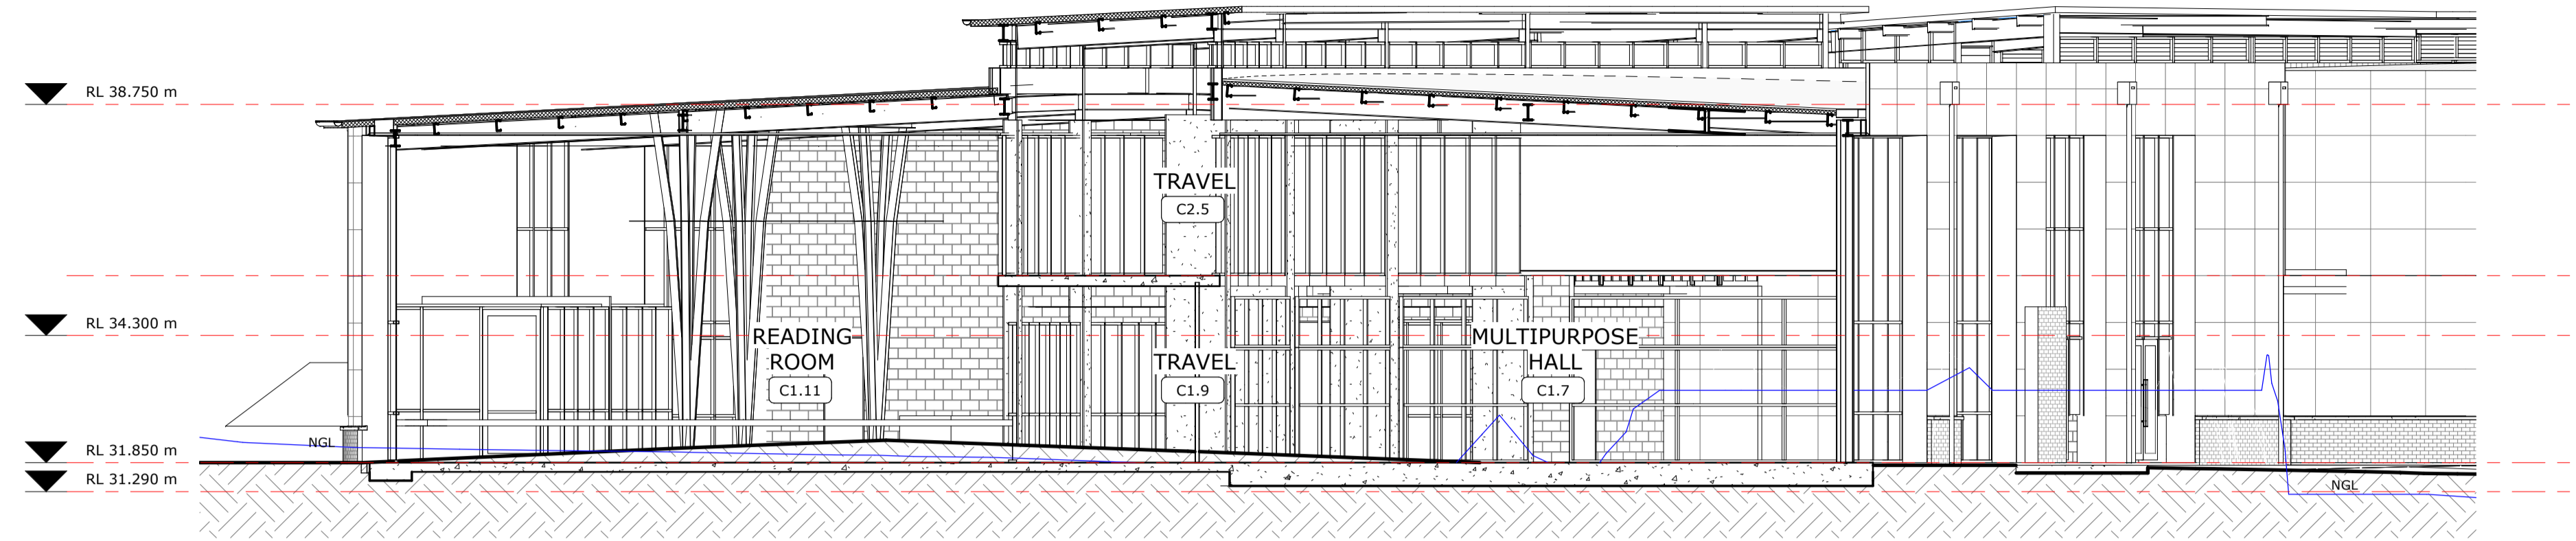 RL 38.750 m
TRAVEL
C2.5
RL 34.300 m
READING
ROOM
C1.11
TRAVEL
C1.9
MULTIPURPOSE
HALL
C1.7
NGL
RL 31.850 m
RL 31.290 m
NGL